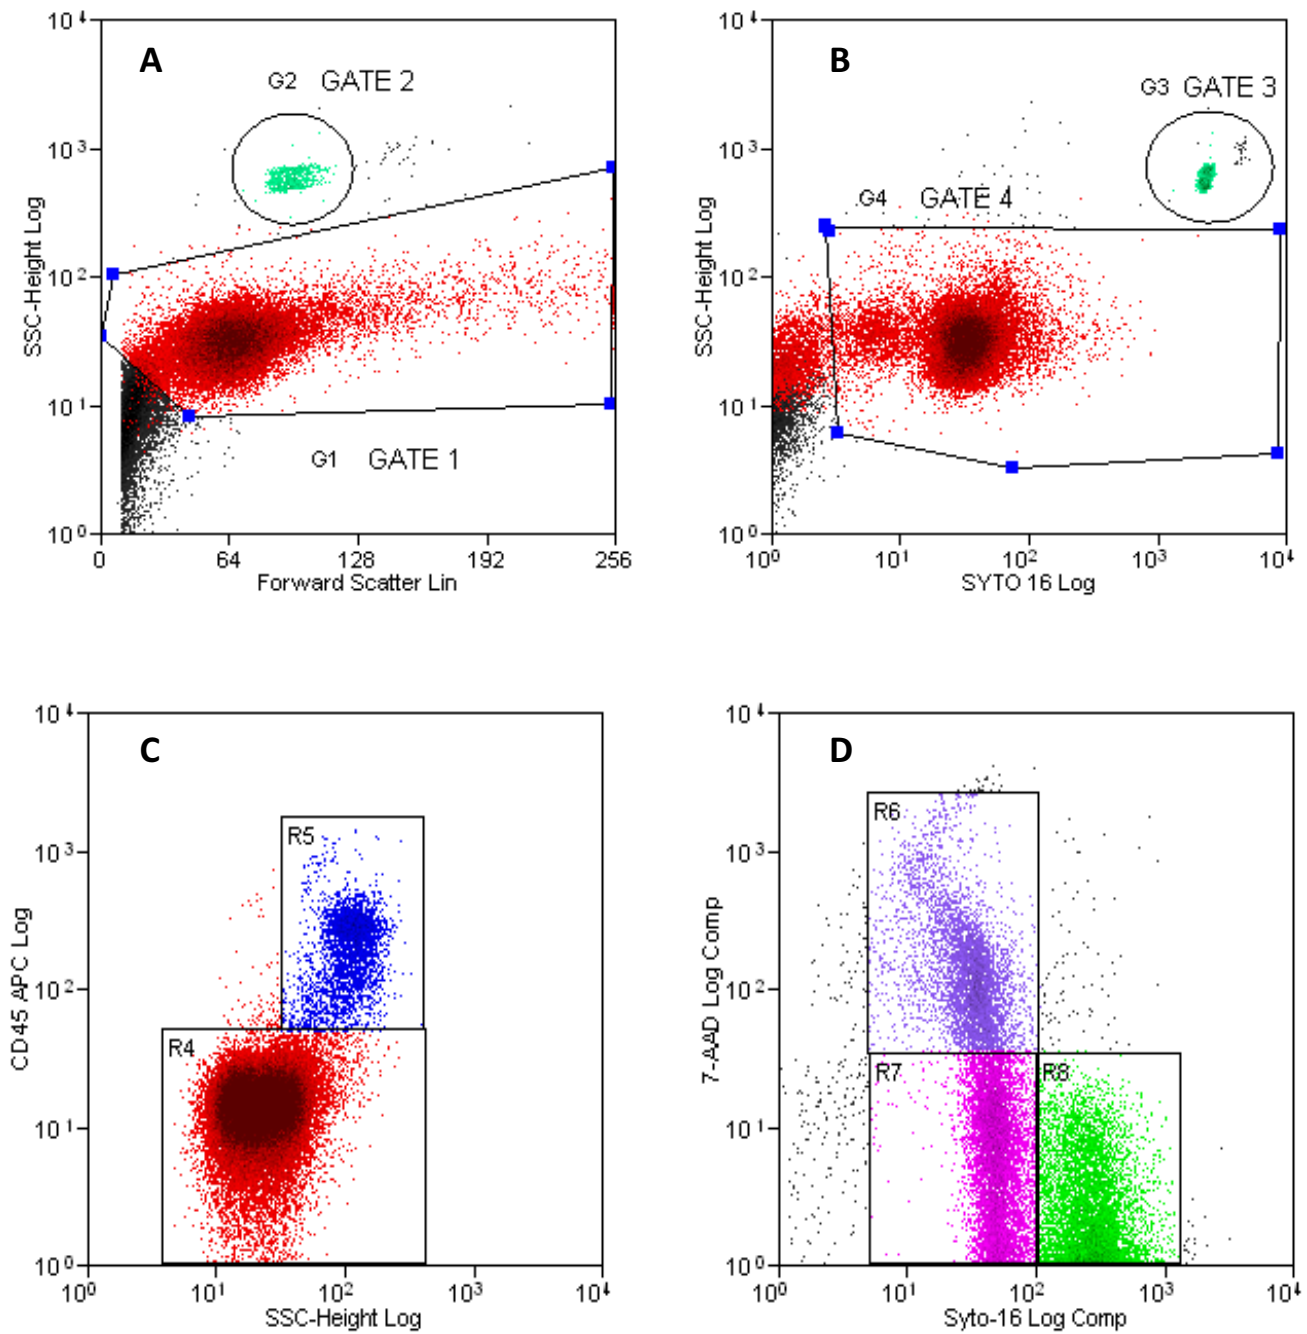 A
G2 GATE 2
G1 GATE 1
SSC-Height Log
10⁴
10³
10²
10¹
10⁰
0 64 128 192 256
Forward Scatter Lin
B
G3 GATE 3
G4 GATE 4
SSC-Height Log
10⁴
10³
10²
10¹
10⁰
10⁰ 10¹ 10² 10³ 10⁴
SYTO 16 Log
C
R5
R4
CD45 APC Log
10⁴
10³
10²
10¹
10⁰
10⁰ 10¹ 10² 10³ 10⁴
SSC-Height Log
D
R6
R7
R8
7-AAD Log Comp
10⁴
10³
10²
10¹
10⁰
10⁰ 10¹ 10² 10³ 10⁴
Syto-16 Log Comp